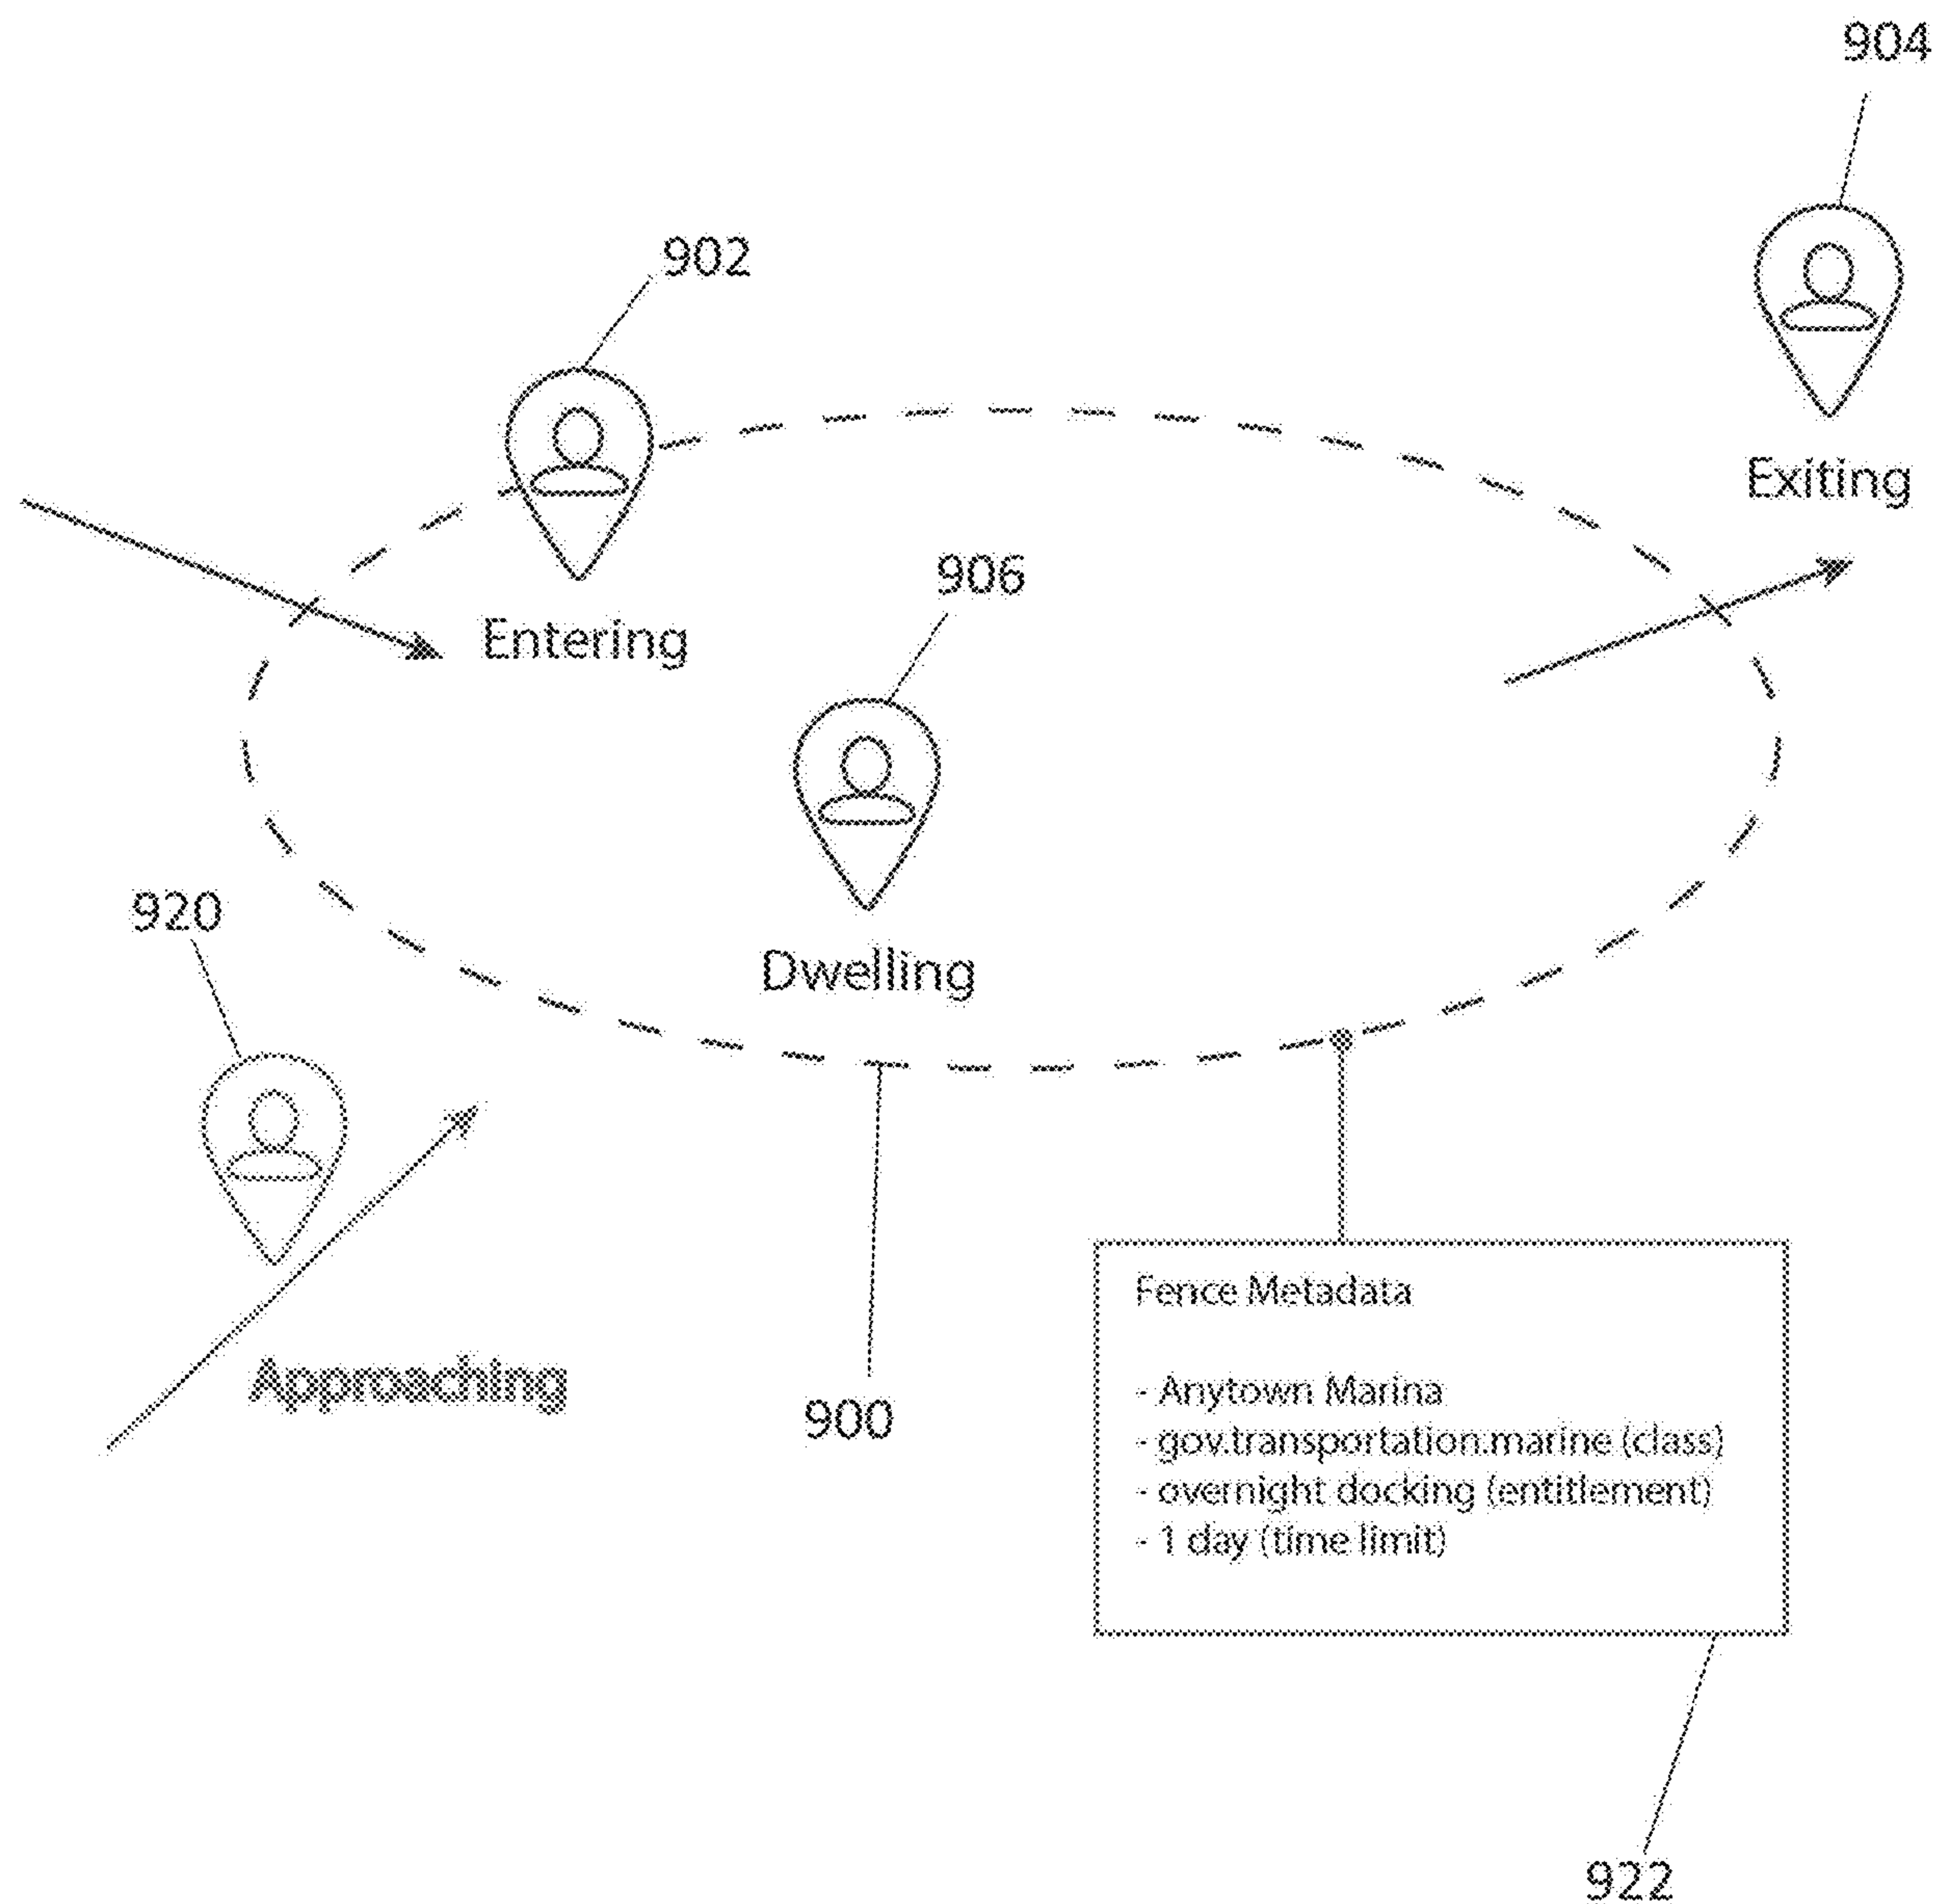 904
902
Exiting
906
Entering
920
Dwelling
Fence Metadata
- Anytown Marina
- gov.transportation.marine (class)
- overnight docking (entitlement)
- 1 day (time limit)
Approaching
900
922